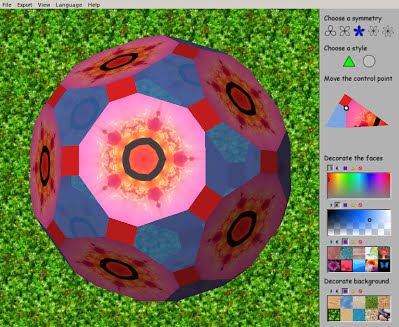 File Export View Language Help
Choose a symmetry
Choose a style
Move the control point
Decorate the faces
Decorate background